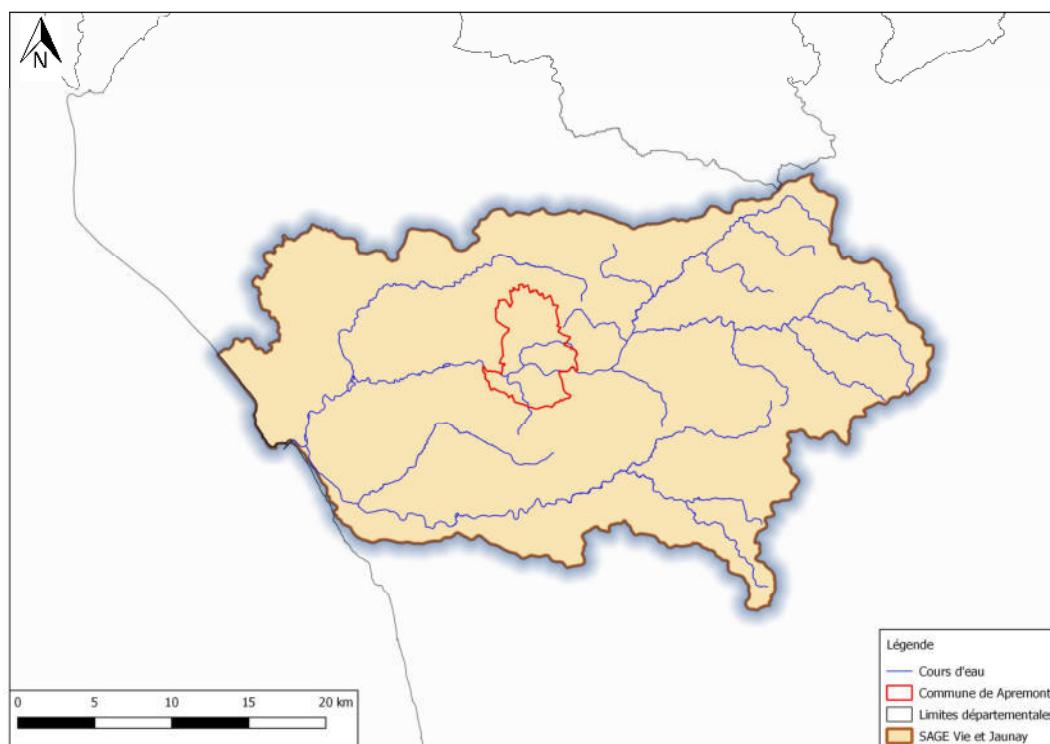 N
Légende
Cours d'eau
Commune de Apremont
Limites départementales
SAGE Vie et Jaunay
0 5 10 15 20 km